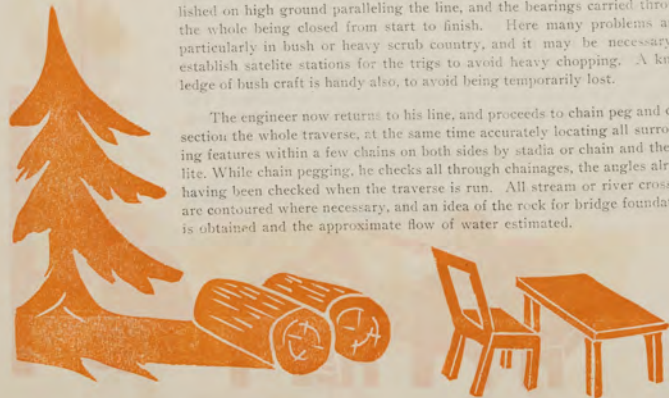 lished on high ground paralleling the line, and the bearings carried thro
the whole being closed from start to finish. Here many problems a
particularly in bush or heavy scrub country, and it may be necessary
establish satelite stations for the trigs to avoid heavy chopping. A kn
ledge of bush craft is handy also, to avoid being temporarily lost.
The engineer now returns to his line, and proceeds to chain peg and c
section the whole traverse, at the same time accurately locating all surro
ing features within a few chains on both sides by stadia or chain and the
lite. While chain pegging, he checks all through chainages, the angles alr
having been checked when the traverse is run. All stream or river cross
are contoured where necessary, and an idea of the rock for bridge founda
is obtained and the approximate flow of water estimated.